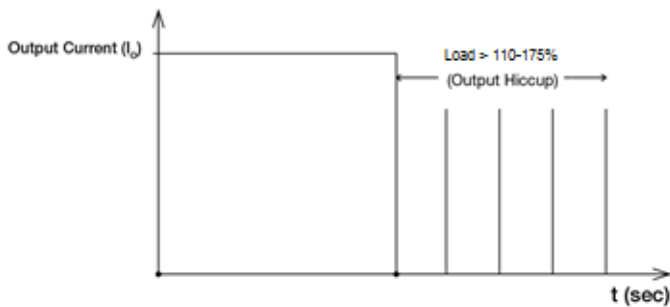 Output Current (Io)
Load > 110-175%
(Output Hiccup)
t (sec)